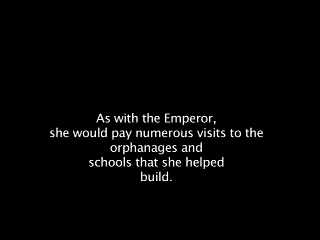 As with the Emperor,
she would pay numerous visits to the
orphanages and
schools that she helped
build.